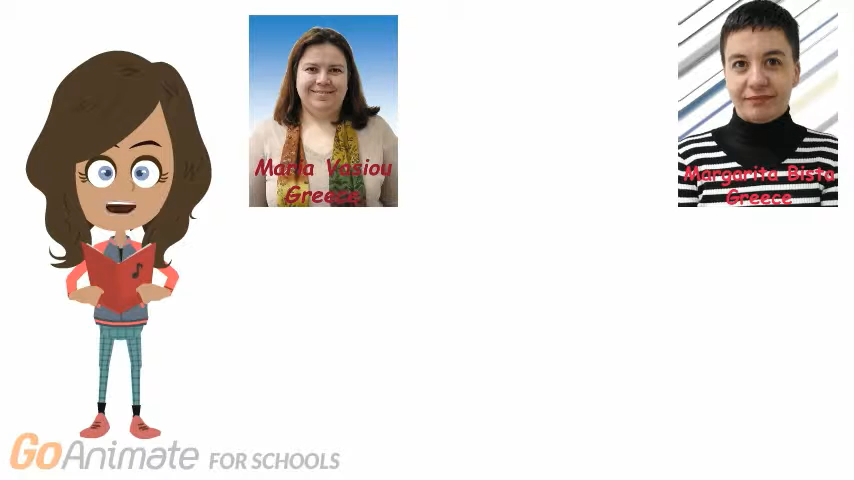 Maria Vasiou
Greece
Margarita Bista
Greece
GoAnimate FOR SCHOOLS